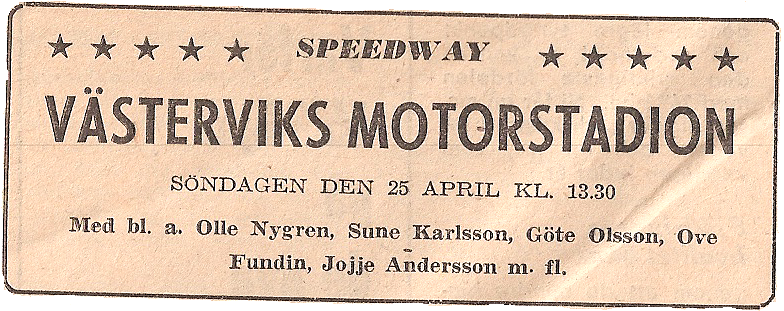 ★ ★ ★ ★ ★ SPEEDWAY ★ ★ ★ ★ ★
VÄSTERVIKS MOTORSTADION
SÖNDAGEN DEN 25 APRIL KL. 13.30
Med bl. a. Olle Nygren, Sune Karlsson, Göte Olsson, Ove
Fundin, Jojje Andersson m. fl.